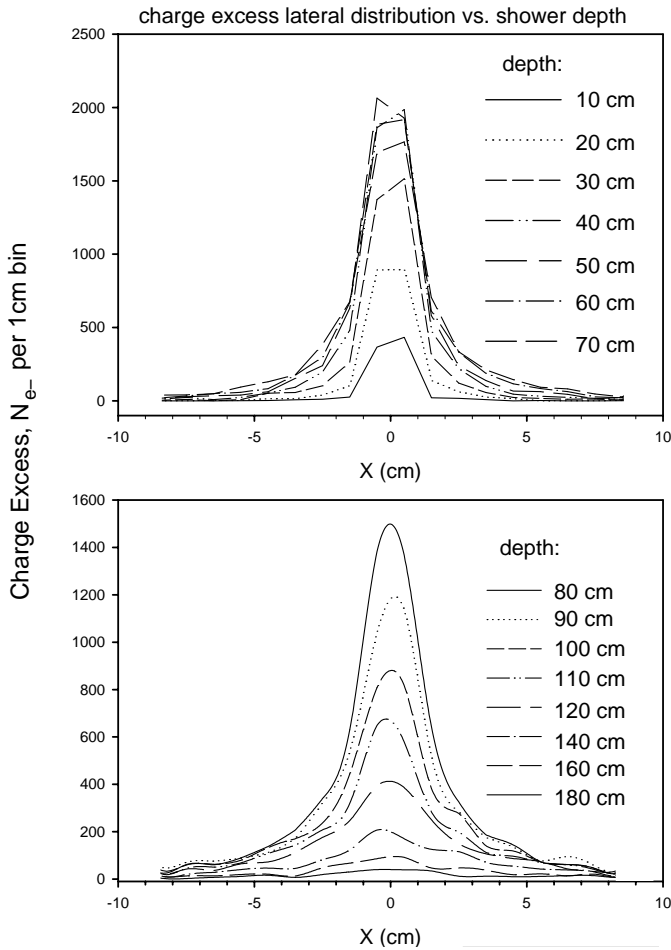 charge excess lateral distribution vs. shower depth
2500
2000
1500
1000
500
0
depth:
10 cm
20 cm
30 cm
40 cm
50 cm
60 cm
70 cm
-10 -5 0 5 10
X (cm)
Charge Excess, Ne– per 1cm bin
1600
1400
1200
1000
800
600
400
200
0
depth:
80 cm
90 cm
100 cm
110 cm
120 cm
140 cm
160 cm
180 cm
-10 -5 0 5 10
X (cm)